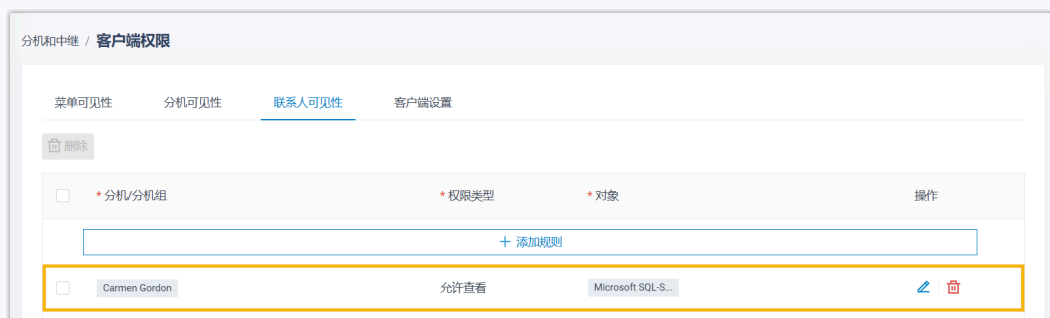 分机和中继 / 客户端权限
菜单可见性 分机可见性 联系人可见性 客户端设置
删除
* 分机/分机组 * 权限类型 * 对象 操作
+ 添加规则
Carmen Gordon 允许查看 Microsoft SQL-S...